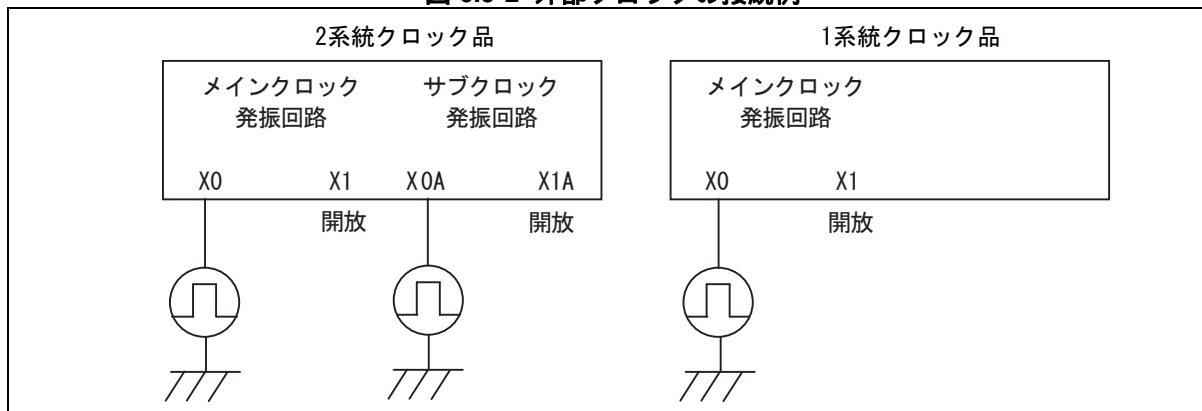 2系統クロック品
1系統クロック品
メインクロック
発振回路
サブクロック
発振回路
メインクロック
発振回路
X0 X1 X0A X1A
X0 X1
開放 開放
開放